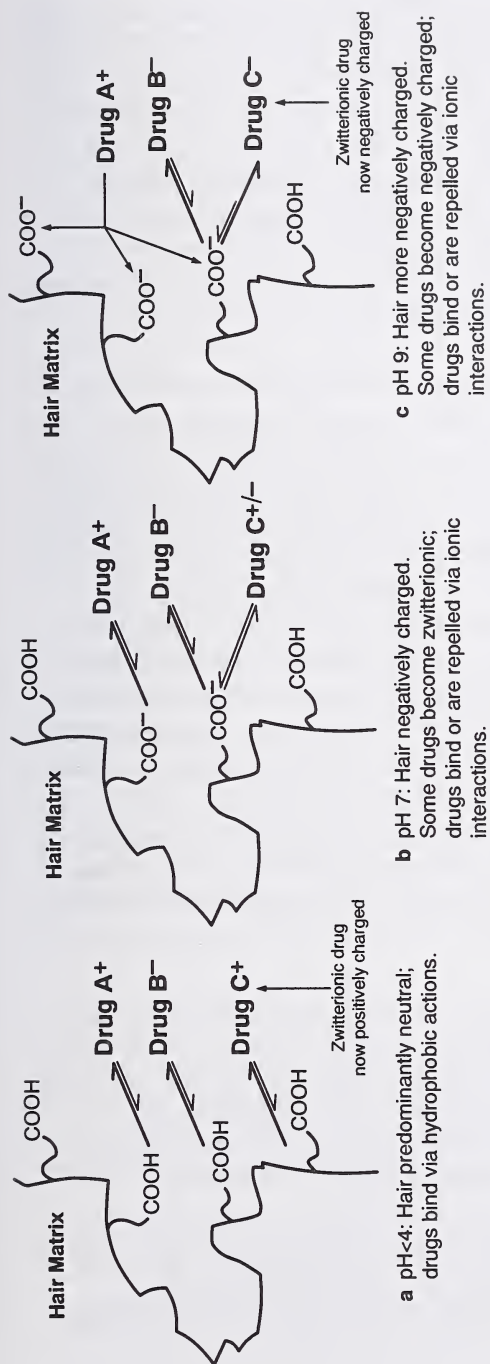 Hair Matrix
COOH
COOH
COOH
COOH
Drug A+
Drug B−
Drug C+
Zwitterionic drug
now positively charged
a pH<4: Hair predominantly neutral;
drugs bind via hydrophobic actions.
Hair Matrix
COOH
COO−
COO−
COOH
Drug A+
Drug B−
Drug C+/−
b pH 7: Hair negatively charged.
Some drugs become zwitterionic;
drugs bind or are repelled via ionic
interactions.
Hair Matrix
COO−
COO−
COO−
COOH
Drug A+
Drug B−
Drug C−
Zwitterionic drug
now negatively charged
c pH 9: Hair more negatively charged.
Some drugs become negatively charged;
drugs bind or are repelled via ionic
interactions.